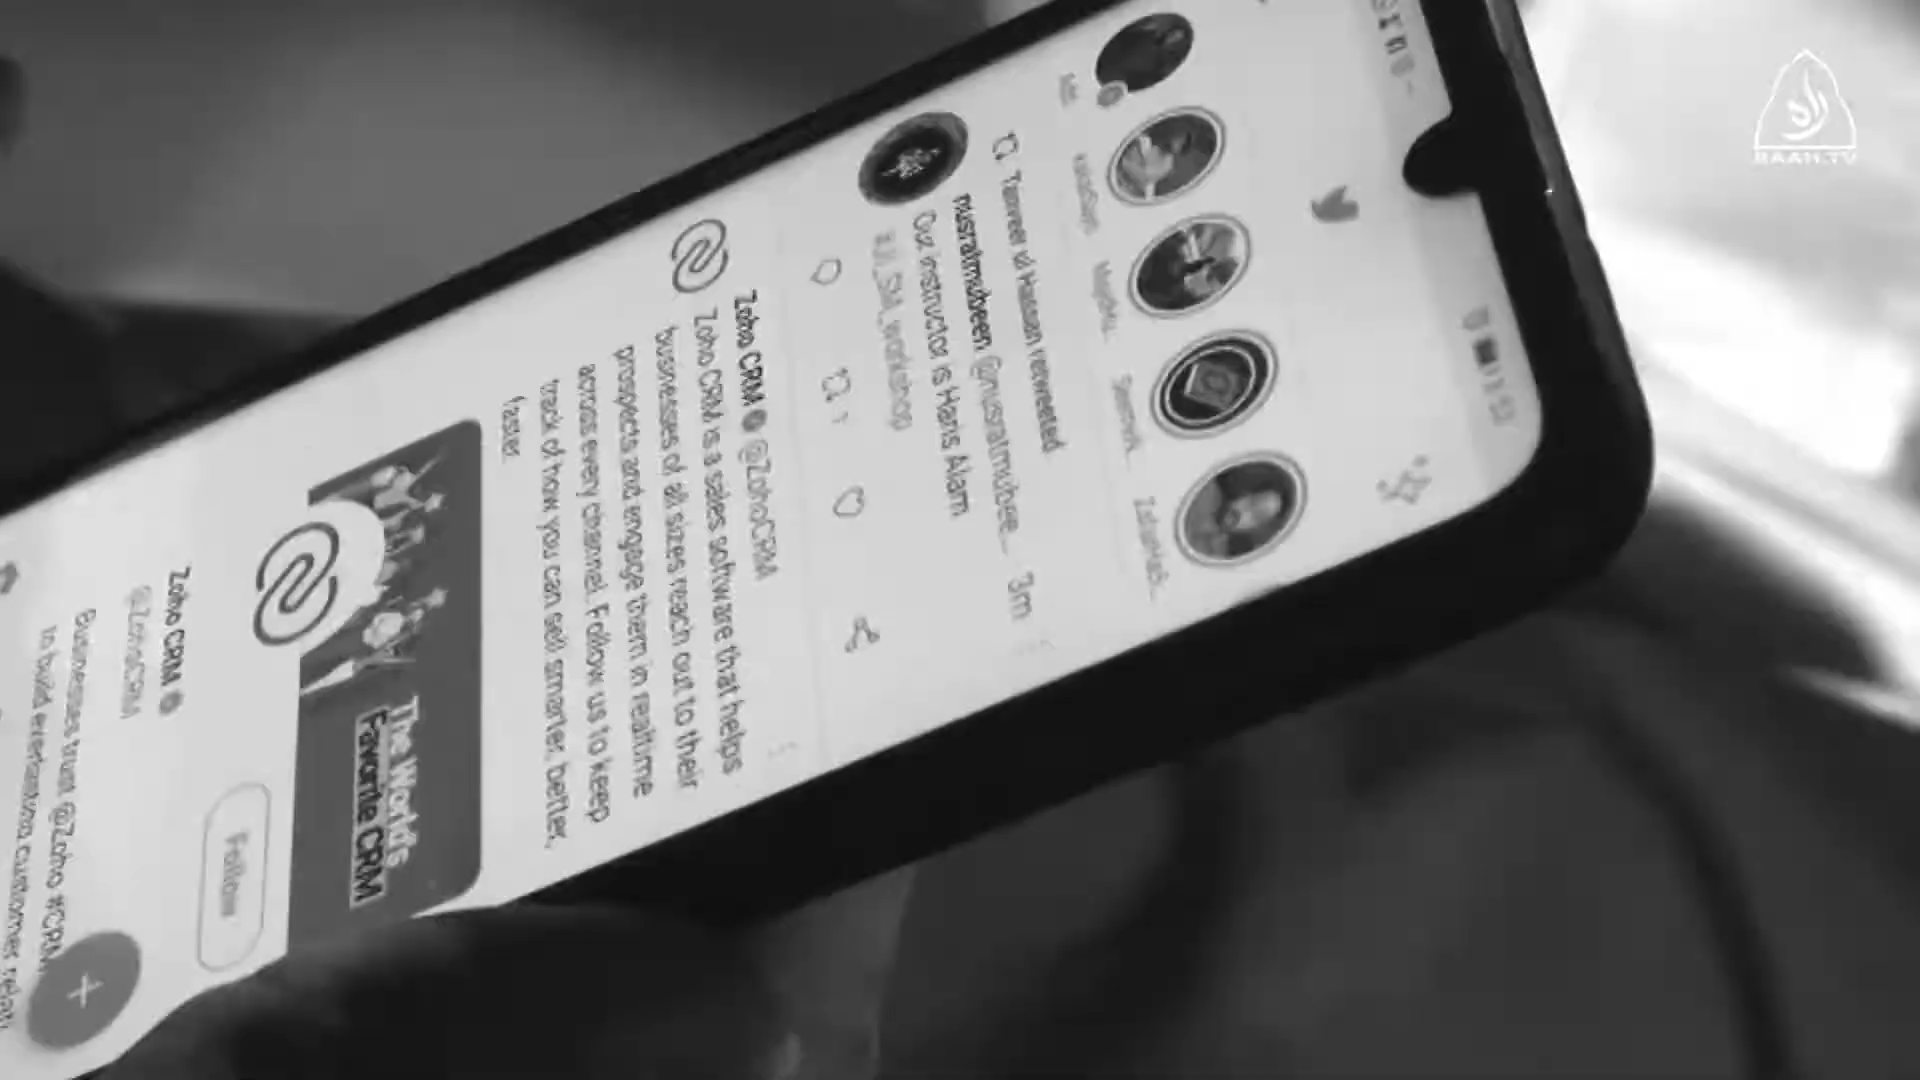 Tanveer ul Hassan retweeted
nusratmubeen @nusratmubee... 3m
Our instructor is Haris Alam
1
Zoho CRM @ZohoCRM
Zoho CRM is a sales software that helps
businesses of all sizes reach out to their
prospects and engage them in realtime
across every channel. Follow us to keep
track of how you can sell smarter, better,
faster.
The World's
Favorite CRM
Zoho CRM
@ZohoCRM
Follow
Businesses trust @Zoho #CRM
to build everlasting customer
راہ
RAAH.TV